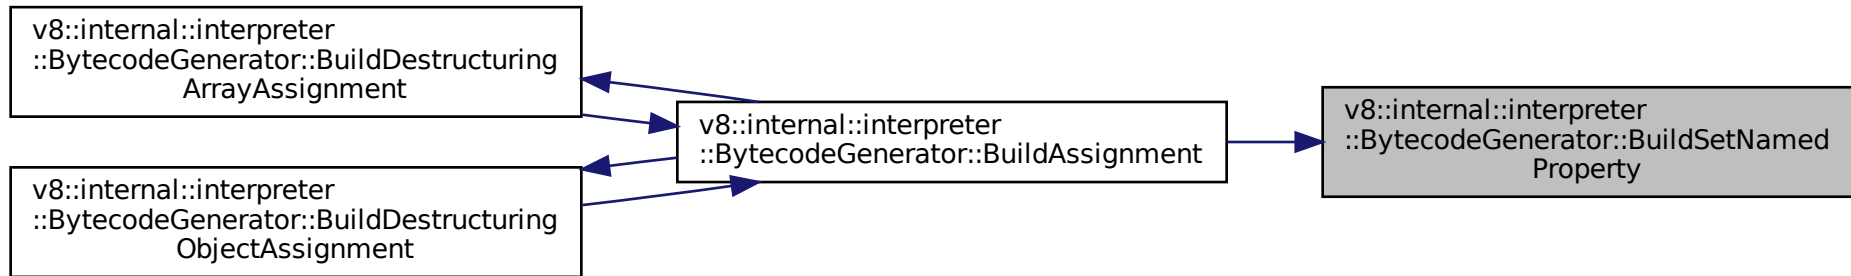 v8::internal::interpreter
::BytecodeGenerator::BuildDestructuring
ArrayAssignment
v8::internal::interpreter
::BytecodeGenerator::BuildDestructuring
ObjectAssignment
v8::internal::interpreter
::BytecodeGenerator::BuildAssignment
v8::internal::interpreter
::BytecodeGenerator::BuildSetNamed
Property